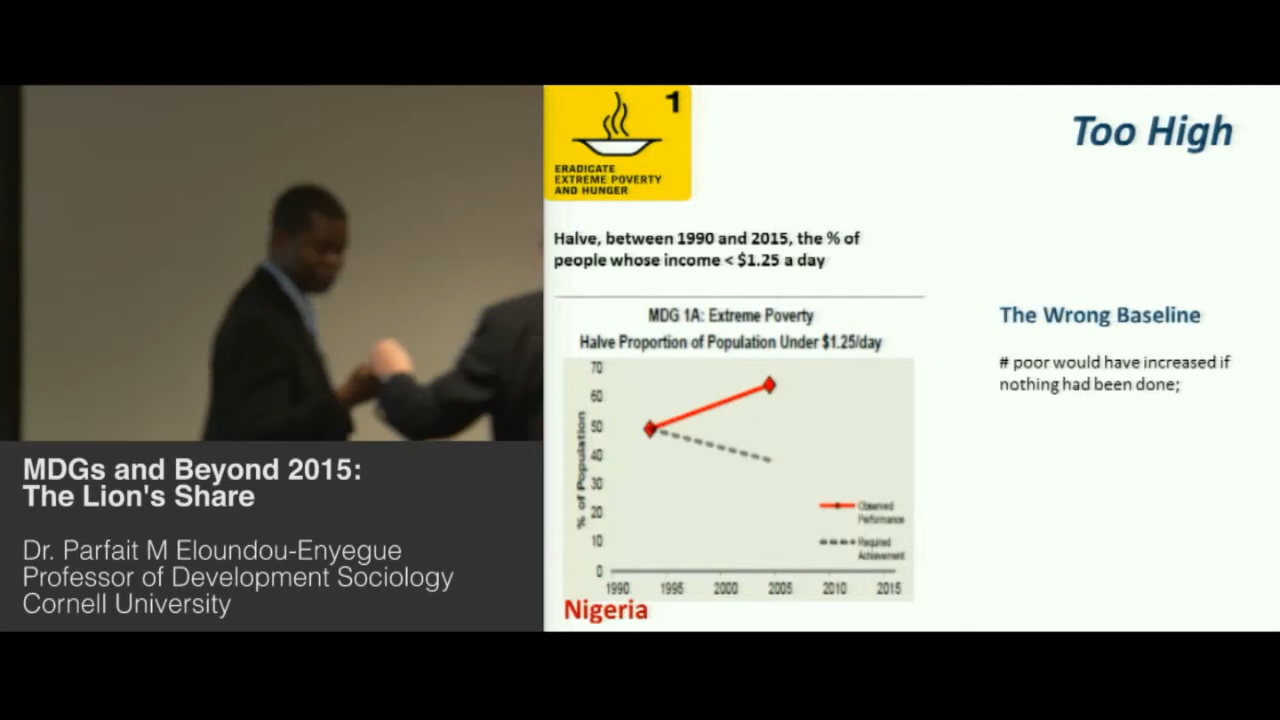 1
ERADICATE
EXTREME POVERTY
AND HUNGER
Too High
Halve, between 1990 and 2015, the % of
people whose income < $1.25 a day
MDG 1A: Extreme Poverty
Halve Proportion of Population Under $1.25/day
70
60
50
40
30
20
10
0
% of Population
Observed
Performance
Required
Achievement
1990 1995 2000 2005 2010 2015
Nigeria
The Wrong Baseline
# poor would have increased if
nothing had been done;
MDGs and Beyond 2015:
The Lion's Share
Dr. Parfait M Eloundou-Enyegue
Professor of Development Sociology
Cornell University